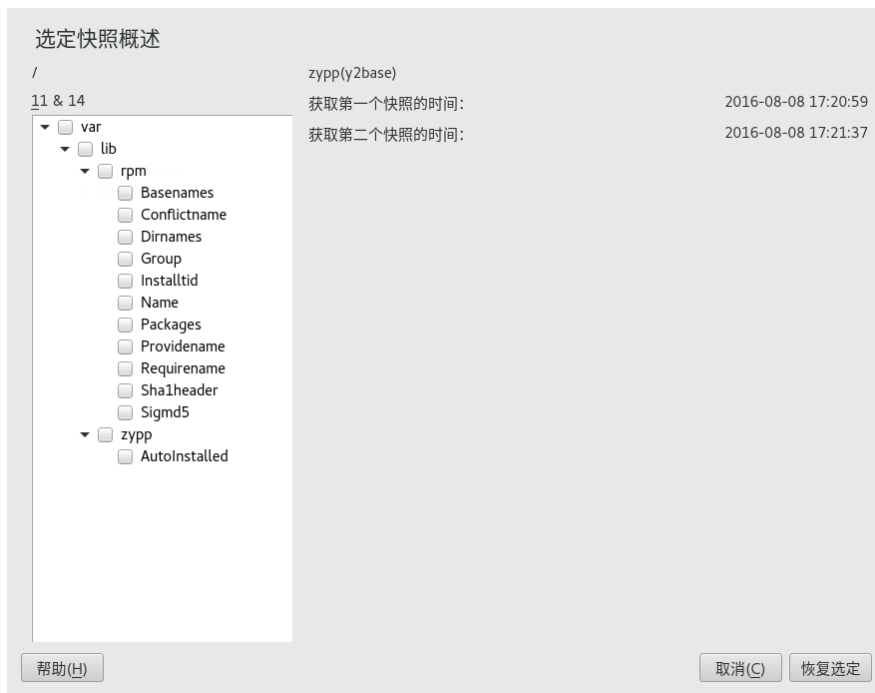 选定快照概述
/
zypp(y2base)
11 & 14
获取第一个快照的时间： 2016-08-08 17:20:59
获取第二个快照的时间： 2016-08-08 17:21:37
var
lib
rpm
Basenames
Conflictname
Dirnames
Group
Installtid
Name
Packages
Providename
Requirename
Sha1header
Sigmd5
zypp
AutoInstalled
帮助(H) 取消(C) 恢复选定